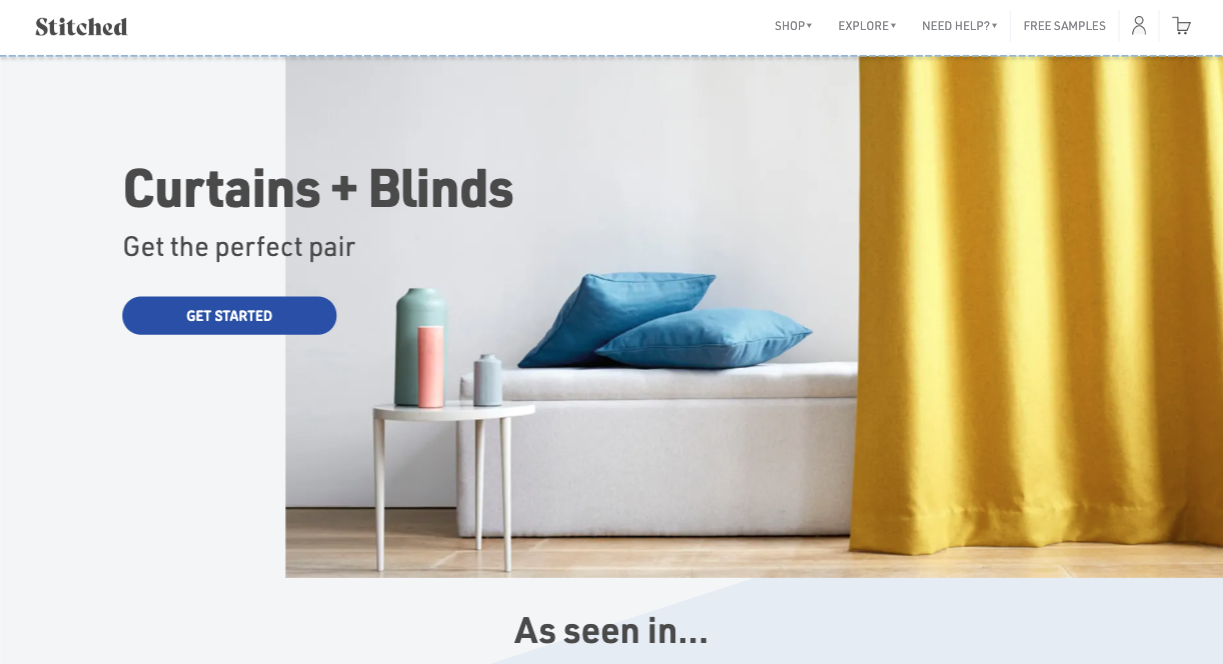 Stitched
SHOP▾ EXPLORE▾ NEED HELP?▾ FREE SAMPLES
Curtains + Blinds
Get the perfect pair
GET STARTED
As seen in...